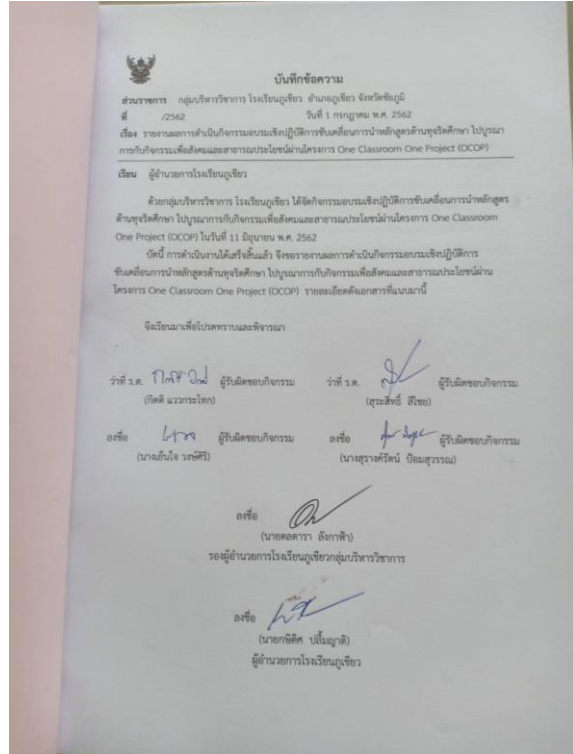 บันทึกข้อความ
ส่วนราชการ กลุ่มบริหารวิชาการ โรงเรียนภูเขียว อำเภอภูเขียว จังหวัดชัยภูมิ
ที่ /2562 วันที่ 1 กรกฎาคม พ.ศ. 2562
เรื่อง รายงานผลการดำเนินกิจกรรมอบรมเชิงปฏิบัติการขับเคลื่อนการนำหลักสูตรต้านทุจริตศึกษา ไปบูรณา
การกับกิจกรรมเพื่อสังคมและสาธารณประโยชน์ผ่านโครงการ One Classroom One Project (OCOP)
เรียน ผู้อำนวยการโรงเรียนภูเขียว
ด้วยกลุ่มบริหารวิชาการ โรงเรียนภูเขียว ได้จัดกิจกรรมอบรมเชิงปฏิบัติการขับเคลื่อนการนำหลักสูตร
ต้านทุจริตศึกษา ไปบูรณาการกับกิจกรรมเพื่อสังคมและสาธารณประโยชน์ผ่านโครงการ One Classroom
One Project (OCOP) ในวันที่ 11 มิถุนายน พ.ศ. 2562
บัดนี้ การดำเนินงานได้เสร็จสิ้นแล้ว จึงขอรายงานผลการดำเนินกิจกรรมอบรมเชิงปฏิบัติการ
ขับเคลื่อนการนำหลักสูตรต้านทุจริตศึกษา ไปบูรณาการกับกิจกรรมเพื่อสังคมและสาธารณประโยชน์ผ่าน
โครงการ One Classroom One Project (OCOP) รายละเอียดดังเอกสารที่แนบมานี้
จึงเรียนมาเพื่อโปรดทราบและพิจารณา
ว่าที่ ร.ต. ผู้รับผิดชอบกิจกรรม ว่าที่ ร.ต. ผู้รับผิดชอบกิจกรรม
(กิตติ แววกระโทก) (สุระสิทธิ์ สีไชย)
ลงชื่อ ผู้รับผิดชอบกิจกรรม ลงชื่อ ผู้รับผิดชอบกิจกรรม
(นางเย็นใจ วงษ์ศิริ) (นางสุรางค์รัตน์ ป้อมสุวรรณ)
ลงชื่อ
(นายดลดารา ลังกาฟ้า)
รองผู้อำนวยการโรงเรียนภูเขียวกลุ่มบริหารวิชาการ
ลงชื่อ
(นายกษิดิศ ปลื้มญาติ)
ผู้อำนวยการโรงเรียนภูเขียว